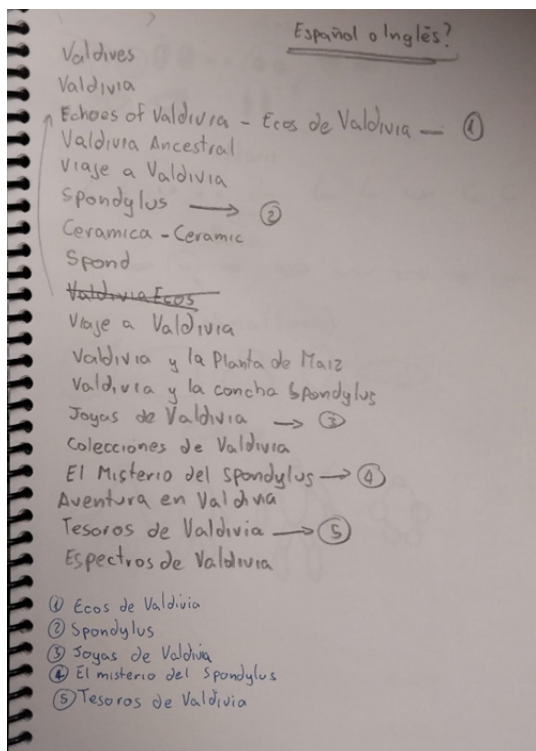 Español o Inglés?
Valdives
Valdivia
Echoes of Valdivia - Ecos de Valdivia — ①
Valdivia Ancestral
Viaje a Valdivia
Spondylus → ②
Ceramica - Ceramic
Spond
Valdivia Ecos
Viaje a Valdivia
Valdivia y la Planta de Maiz
Valdivia y la concha Spondylus
Joyas de Valdivia → ③
Colecciones de Valdivia
El Misterio del Spondylus → ④
Aventura en Valdivia
Tesoros de Valdivia → ⑤
Espectros de Valdivia
① Ecos de Valdivia
② Spondylus
③ Joyas de Valdivia
④ El misterio del Spondylus
⑤ Tesoros de Valdivia